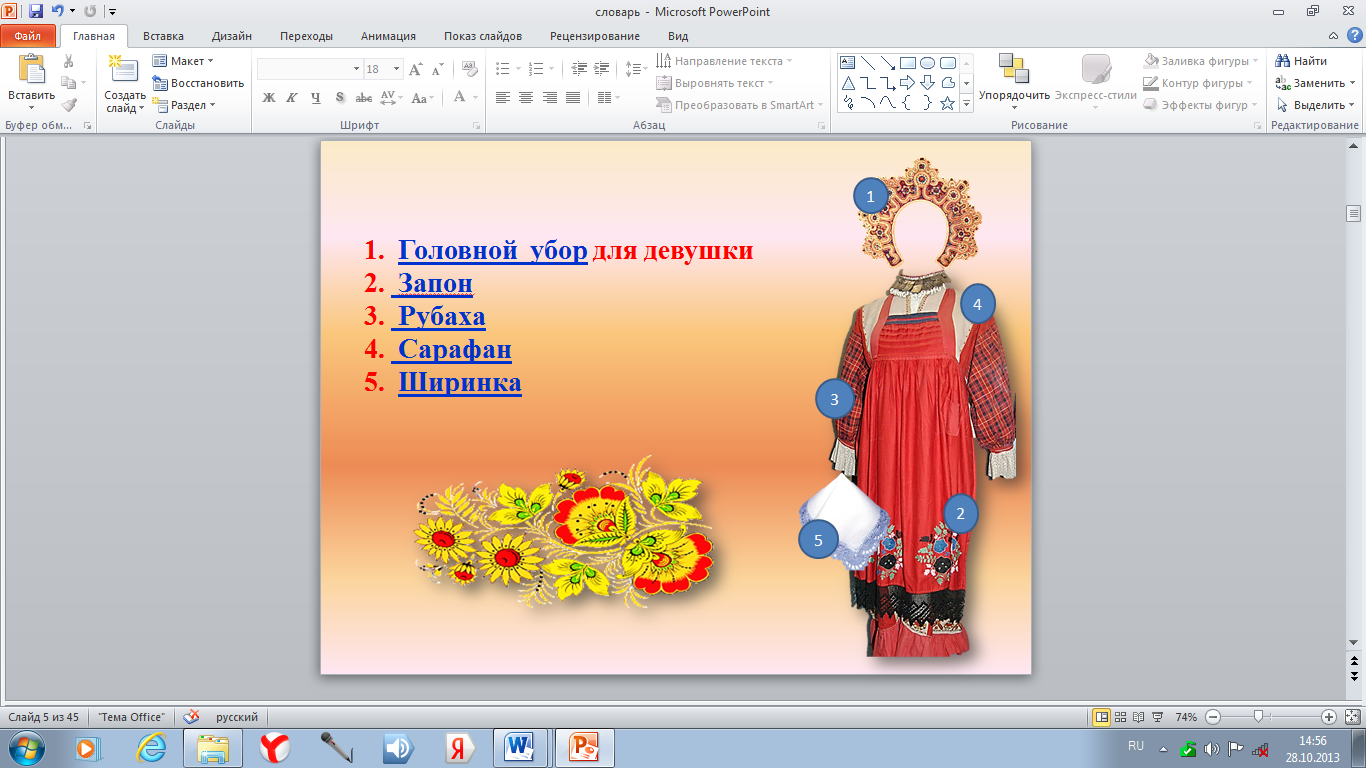 словарь - Microsoft PowerPoint
Файл Главная Вставка Дизайн Переходы Анимация Показ слайдов Рецензирование Вид
Вставить
Буфер обм...
Создать слайд
Макет
Восстановить
Раздел
Слайды
18
Ж К Ч S abc AV Aa А
Шрифт
Направление текста
Выровнять текст
Преобразовать в SmartArt
Абзац
Упорядочить
Экспресс-стили
Заливка фигуры
Контур фигуры
Эффекты фигур
Рисование
Найти
Заменить
Выделить
Редактирование
1. Головной убор для девушки
2. Запон
3. Рубаха
4. Сарафан
5. Ширинка
1
4
3
2
5
Слайд 5 из 45 "Тема Office" русский 74%
RU 14:56
28.10.2013